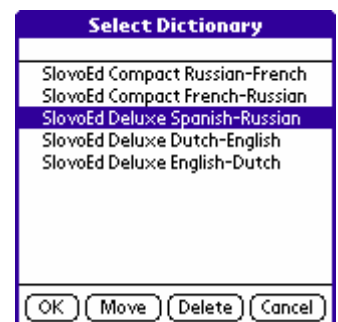 Select Dictionary
SlovoEd Compact Russian-French
SlovoEd Compact French-Russian
SlovoEd Deluxe Spanish-Russian
SlovoEd Deluxe Dutch-English
SlovoEd Deluxe English-Dutch
OK Move Delete Cancel